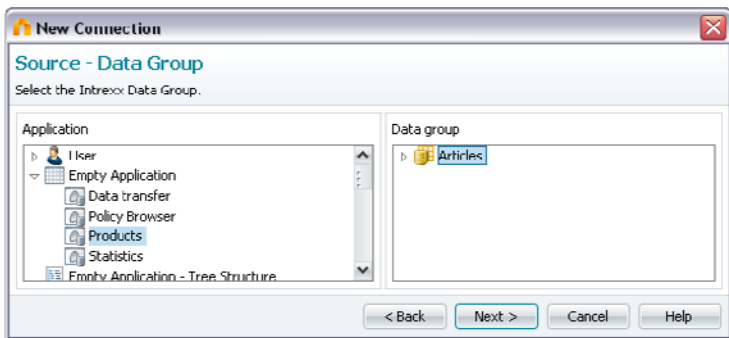 New Connection
Source - Data Group
Select the Intrexx Data Group.
Application
User
Empty Application
Data transfer
Policy Browser
Products
Statistics
Empty Application - Tree Structure
Data group
Articles
< Back
Next >
Cancel
Help